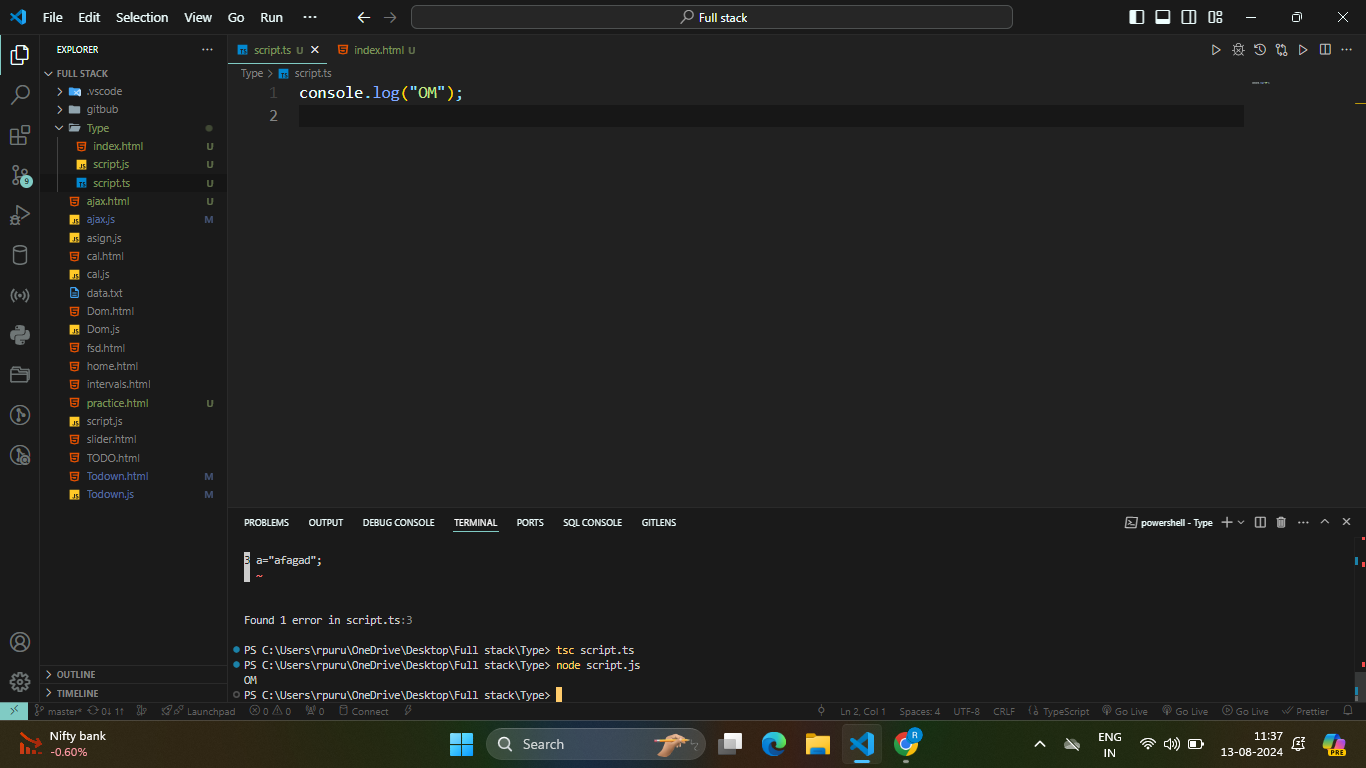 File Edit Selection View Go Run ···
Full stack
EXPLORER
script.ts U
index.html U
FULL STACK
Type > script.ts
.vscode
gitbub
Type
index.html U
script.js U
script.ts U
ajax.html U
ajax.js M
asign.js
cal.html
cal.js
data.txt
Dom.html
Dom.js
fsd.html
home.html
intervals.html
practice.html U
script.js
slider.html
TODO.html
Todown.html M
Todown.js M
OUTLINE
TIMELINE
1 console.log("OM");
2
PROBLEMS OUTPUT DEBUG CONSOLE TERMINAL PORTS SQL CONSOLE GITLENS
powershell - Type
3 a="afagad";
~
Found 1 error in script.ts:3
PS C:\Users\rpuru\OneDrive\Desktop\Full stack\Type> tsc script.ts
PS C:\Users\rpuru\OneDrive\Desktop\Full stack\Type> node script.js
OM
PS C:\Users\rpuru\OneDrive\Desktop\Full stack\Type>
9
master* 0↓ 1↑ Launchpad 0 0 0 Connect
Ln 2, Col 1 Spaces: 4 UTF-8 CRLF {} TypeScript Go Live Go Live Go Live Prettier
Nifty bank
-0.60%
Search
R
PRE
ENG
IN
11:37
13-08-2024